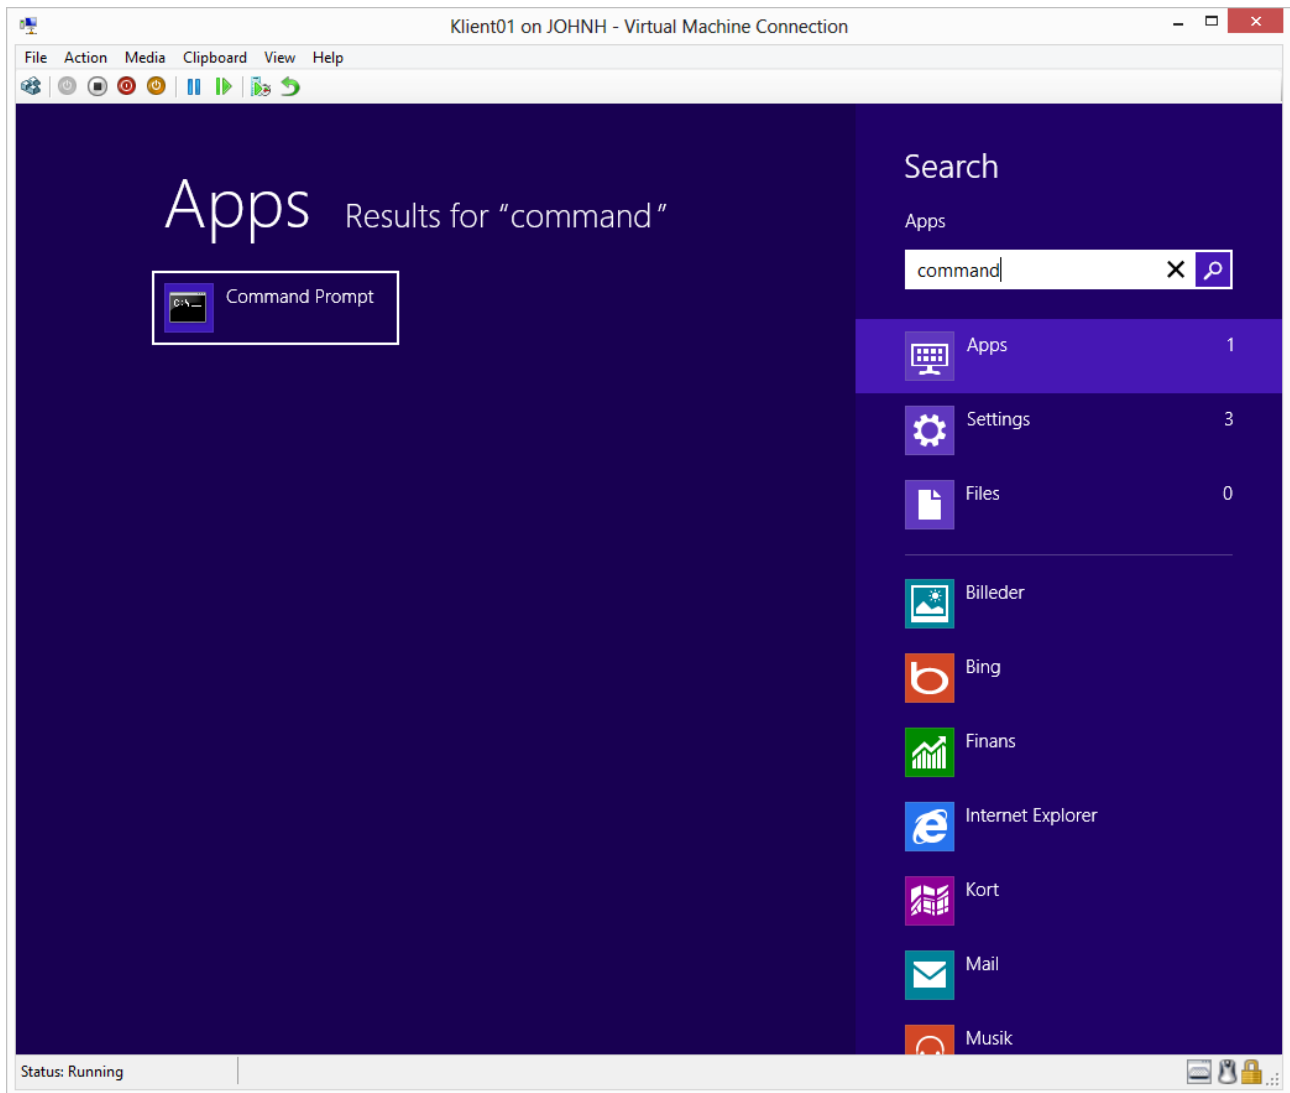 Klient01 on JOHNH - Virtual Machine Connection
File Action Media Clipboard View Help
Apps Results for “command”
C:\
Command Prompt
Search
Apps
command
Apps 1
Settings 3
Files 0
Billeder
Bing
Finans
Internet Explorer
Kort
Mail
Musik
Status: Running